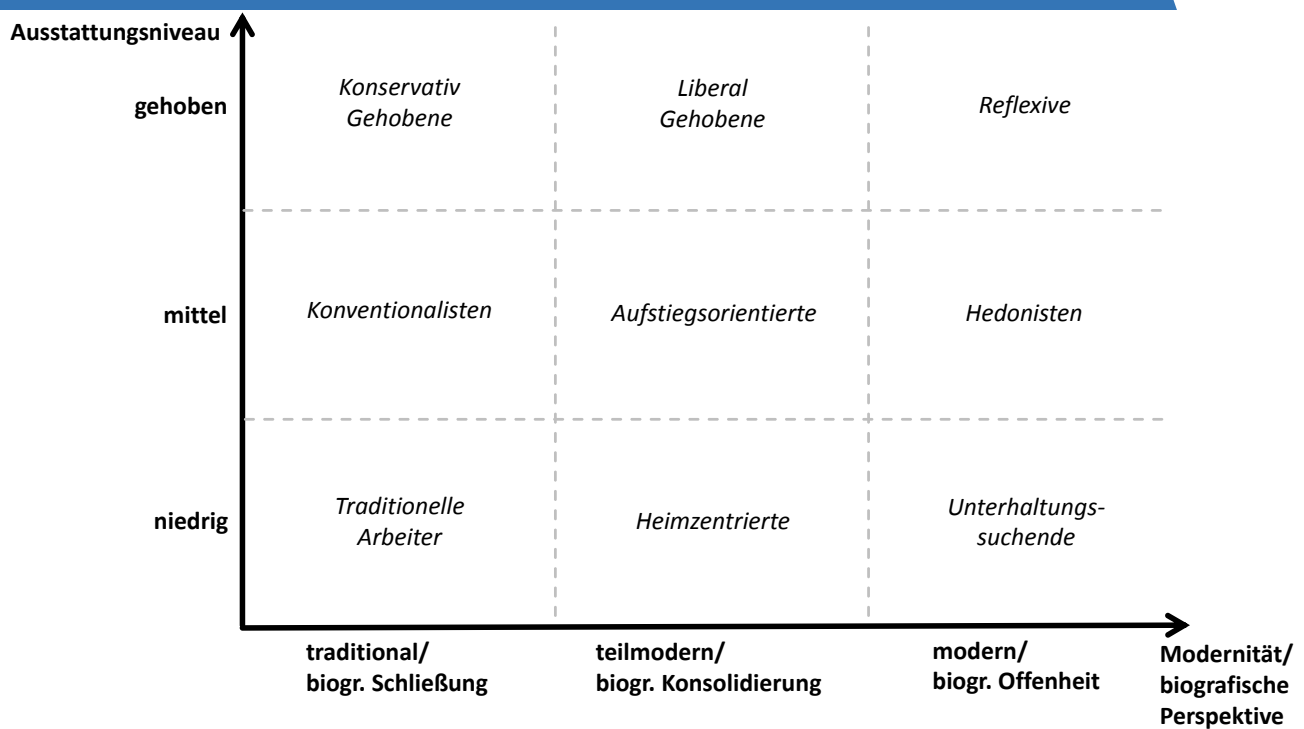 Ausstattungsniveau
gehoben
Konservativ
Gehobene
Liberal
Gehobene
Reflexive
mittel
Konventionalisten
Aufstiegsorientierte
Hedonisten
niedrig
Traditionelle
Arbeiter
Heimzentrierte
Unterhaltungs-
suchende
traditional/
biogr. Schließung
teilmodern/
biogr. Konsolidierung
modern/
biogr. Offenheit
Modernität/
biografische
Perspektive